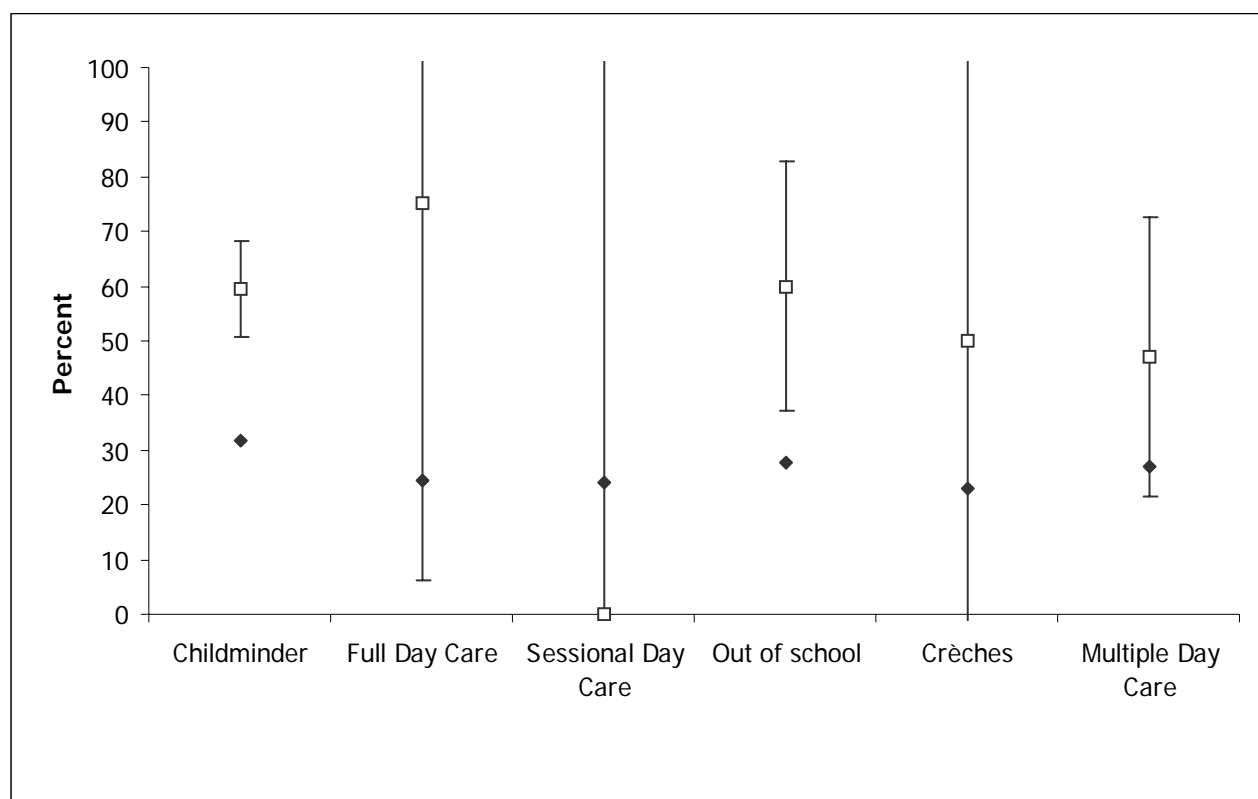 100
90
80
70
60
50
40
30
20
10
0
Percent
Childminder
Full Day Care
Sessional Day
Care
Out of school
Crèches
Multiple Day
Care